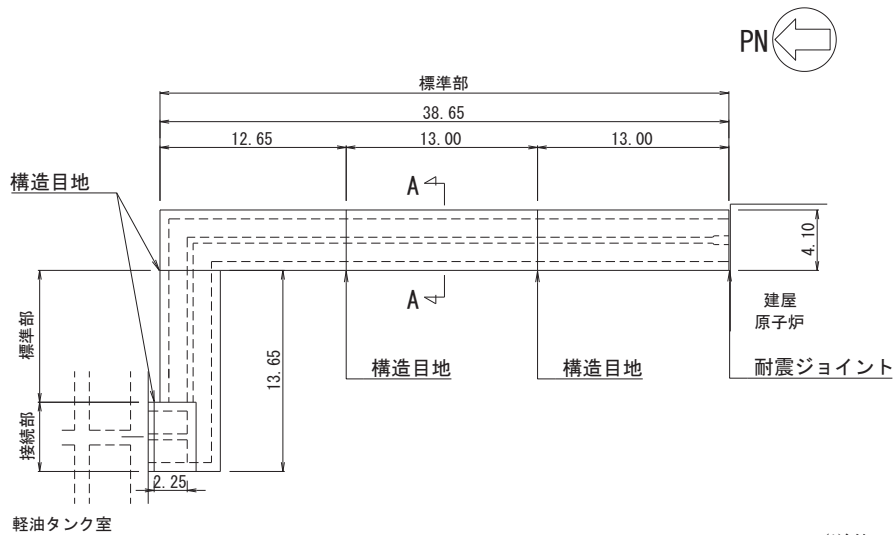 PN
標準部
38.65
12.65
13.00
13.00
構造目地
A
4.10
A
建屋
原子炉
標準部
13.65
構造目地
構造目地
耐震ジョイント
接続部
2.25
軽油タンク室